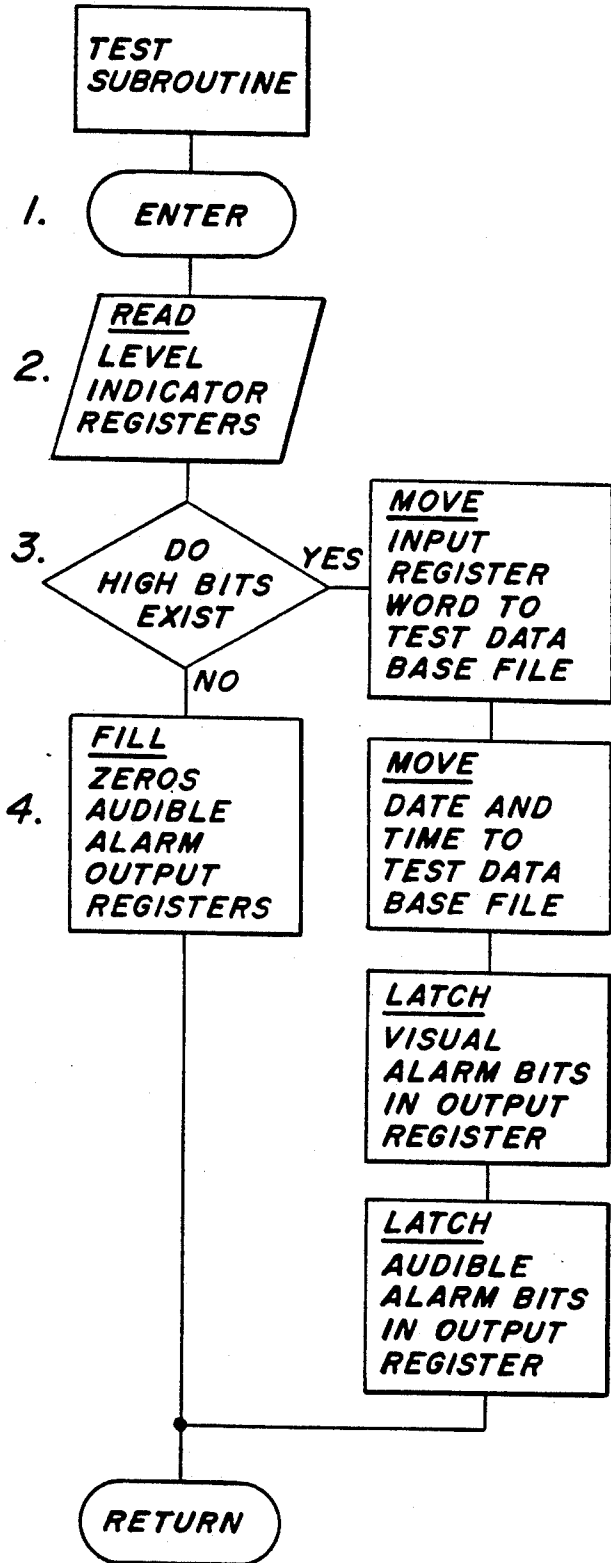 TEST
SUBROUTINE
1.
ENTER
2.
READ
LEVEL
INDICATOR
REGISTERS
3.
DO
HIGH BITS
EXIST
YES
NO
MOVE
INPUT
REGISTER
WORD TO
TEST DATA
BASE FILE
MOVE
DATE AND
TIME TO
TEST DATA
BASE FILE
LATCH
VISUAL
ALARM BITS
IN OUTPUT
REGISTER
LATCH
AUDIBLE
ALARM BITS
IN OUTPUT
REGISTER
4.
FILL
ZEROS
AUDIBLE
ALARM
OUTPUT
REGISTERS
RETURN